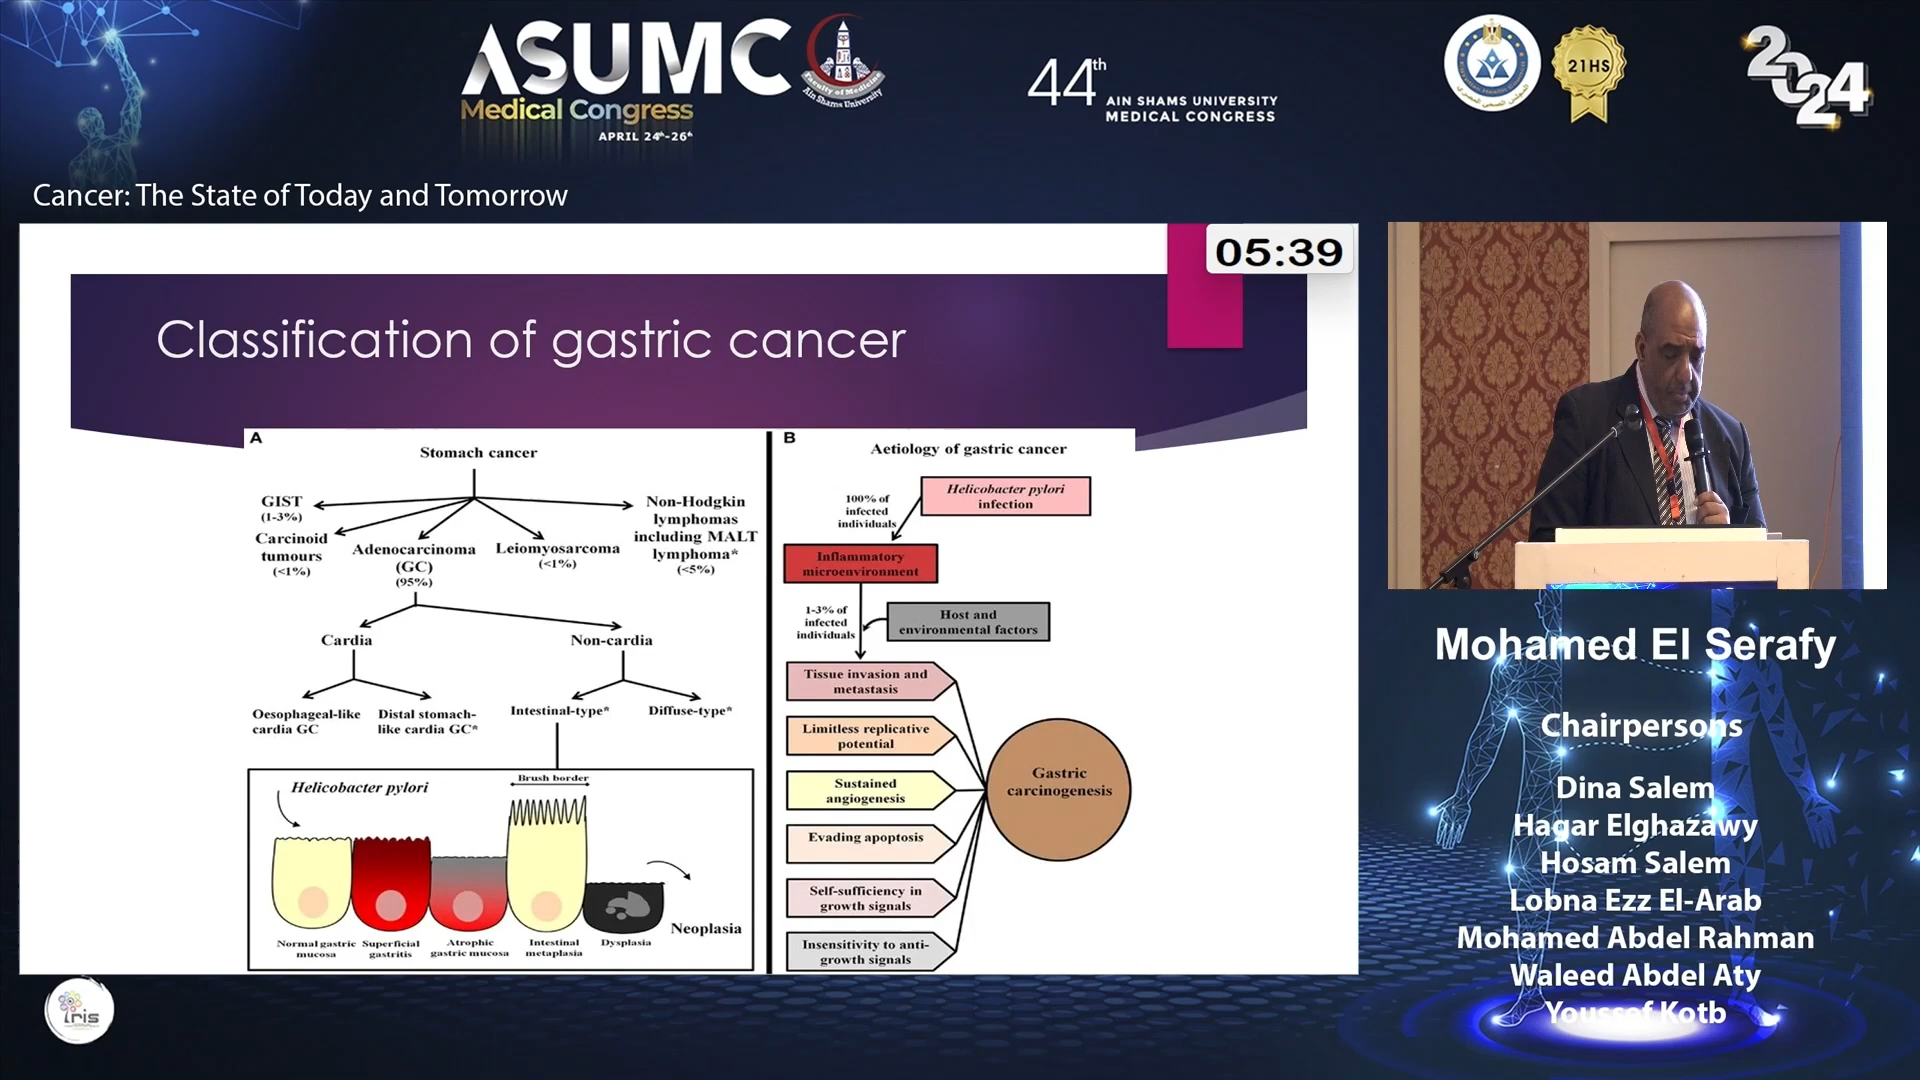 ASUMC
Medical Congress
APRIL 24th-26th
Faculty of Medicine
Ain Shams University
44th
AIN SHAMS UNIVERSITY
MEDICAL CONGRESS
21HS
2024
Cancer: The State of Today and Tomorrow
05:39
Classification of gastric cancer
A
Stomach cancer
GIST
(1-3%)
Carcinoid
tumours
(<1%)
Adenocarcinoma
(GC)
(95%)
Leiomyosarcoma
(<1%)
Non-Hodgkin
lymphomas
including MALT
lymphoma*
(<5%)
Cardia
Non-cardia
Oesophageal-like
cardia GC
Distal stomach-
like cardia GC*
Intestinal-type*
Diffuse-type*
Helicobacter pylori
Brush border
Neoplasia
Normal gastric
mucosa
Superficial
gastritis
Atrophic
gastric mucosa
Intestinal
metaplasia
Dysplasia
B
Aetiology of gastric cancer
Helicobacter pylori
infection
100% of
infected
individuals
Inflammatory
microenvironment
1-3% of
infected
individuals
Host and
environmental factors
Tissue invasion and
metastasis
Limitless replicative
potential
Sustained
angiogenesis
Evading apoptosis
Self-sufficiency in
growth signals
Insensitivity to anti-
growth signals
Gastric
carcinogenesis
Mohamed El Serafy
Chairpersons
Dina Salem
Hagar Elghazawy
Hosam Salem
Lobna Ezz El-Arab
Mohamed Abdel Rahman
Waleed Abdel Aty
Youssef Kotb
iris